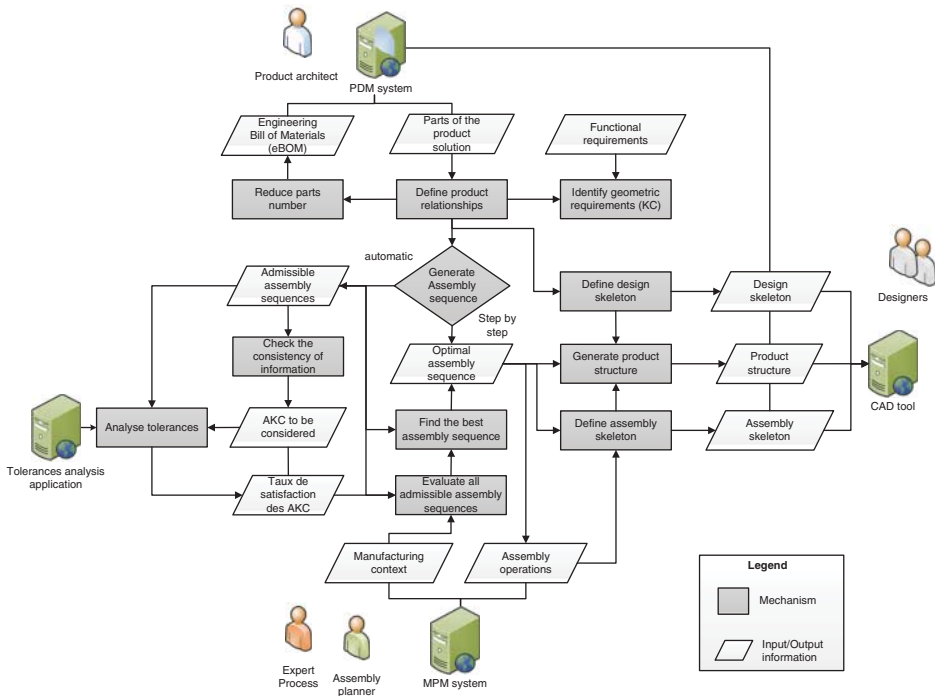 Product architect
PDM system
Engineering
Bill of Materials
(eBOM)
Parts of the
product
solution
Functional
requirements
Reduce parts
number
Define product
relationships
Identify geometric
requirements (KC)
automatic
Generate
Assembly
sequence
Admissible
assembly
sequences
Define design
skeleton
Design
skeleton
Designers
Step by
step
Check the
consistency of
information
Optimal
assembly
sequence
Generate product
structure
Product
structure
CAD tool
Analyse tolerances
AKC to be
considered
Find the best
assembly sequence
Define assembly
skeleton
Assembly
skeleton
Tolerances analysis
application
Taux de
satisfaction
des AKC
Evaluate all
admissible assembly
sequences
Manufacturing
context
Assembly
operations
Legend
Mechanism
Input/Output
information
Expert
Process
Assembly
planner
MPM system